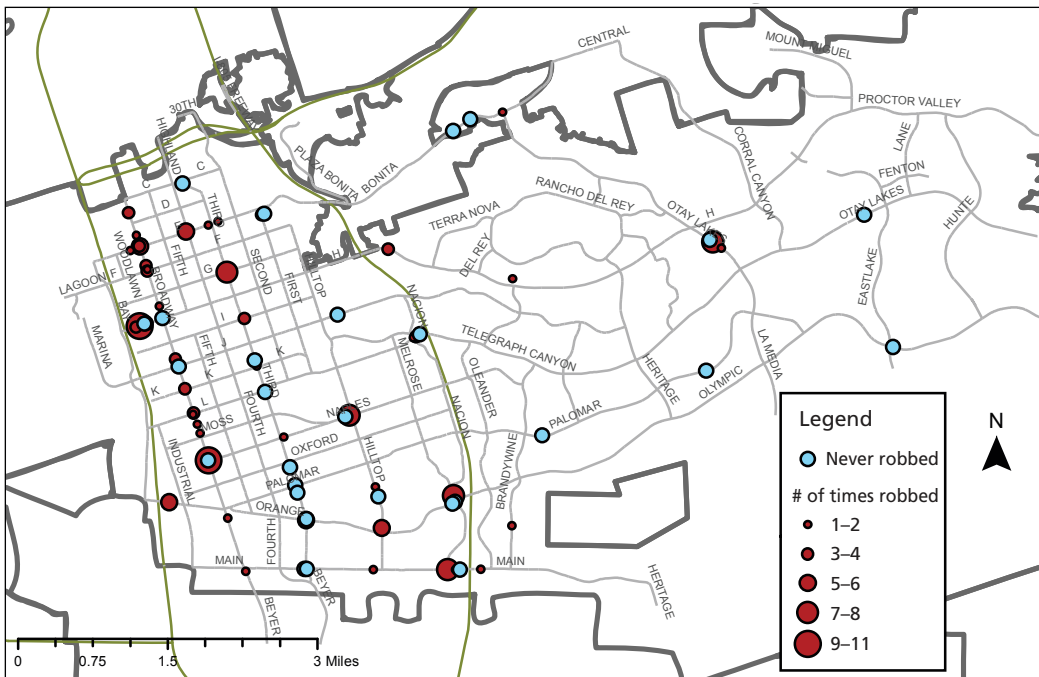 CENTRAL
MOUNT MIGUEL
PROCTOR VALLEY
30TH
HIGHLAND
C
C
D
E
F
THIRD
PLAZA BONITA
BONITA
CORRAL CANYON
LANE
FENTON
OTAY LAKES
HUNTE
RANCHO DEL REY
OTAY LAKES
H
TERRA NOVA
DEL REY
H
WOODLAWN
FIFTH
LAGOON
F
G
BROADWAY
SECOND
FIRST
HILLTOP
BAY
I
J
K
MARINA
FIFTH
K
K
L
THIRD
NACION
MELROSE
TELEGRAPH CANYON
OLEANDER
EASTLAKE
LA MEDIA
HERITAGE
OLYMPIC
MOSS
FOURTH
NAPLES
OXFORD
PALOMAR
HILLTOP
NACION
PALOMAR
BRANDYWINE
INDUSTRIAL
ORANGE
MAIN
FOURTH
BEYER
BEYER
MAIN
HERITAGE
Legend
Never robbed
# of times robbed
1–2
3–4
5–6
7–8
9–11
N
0 0.75 1.5 3 Miles